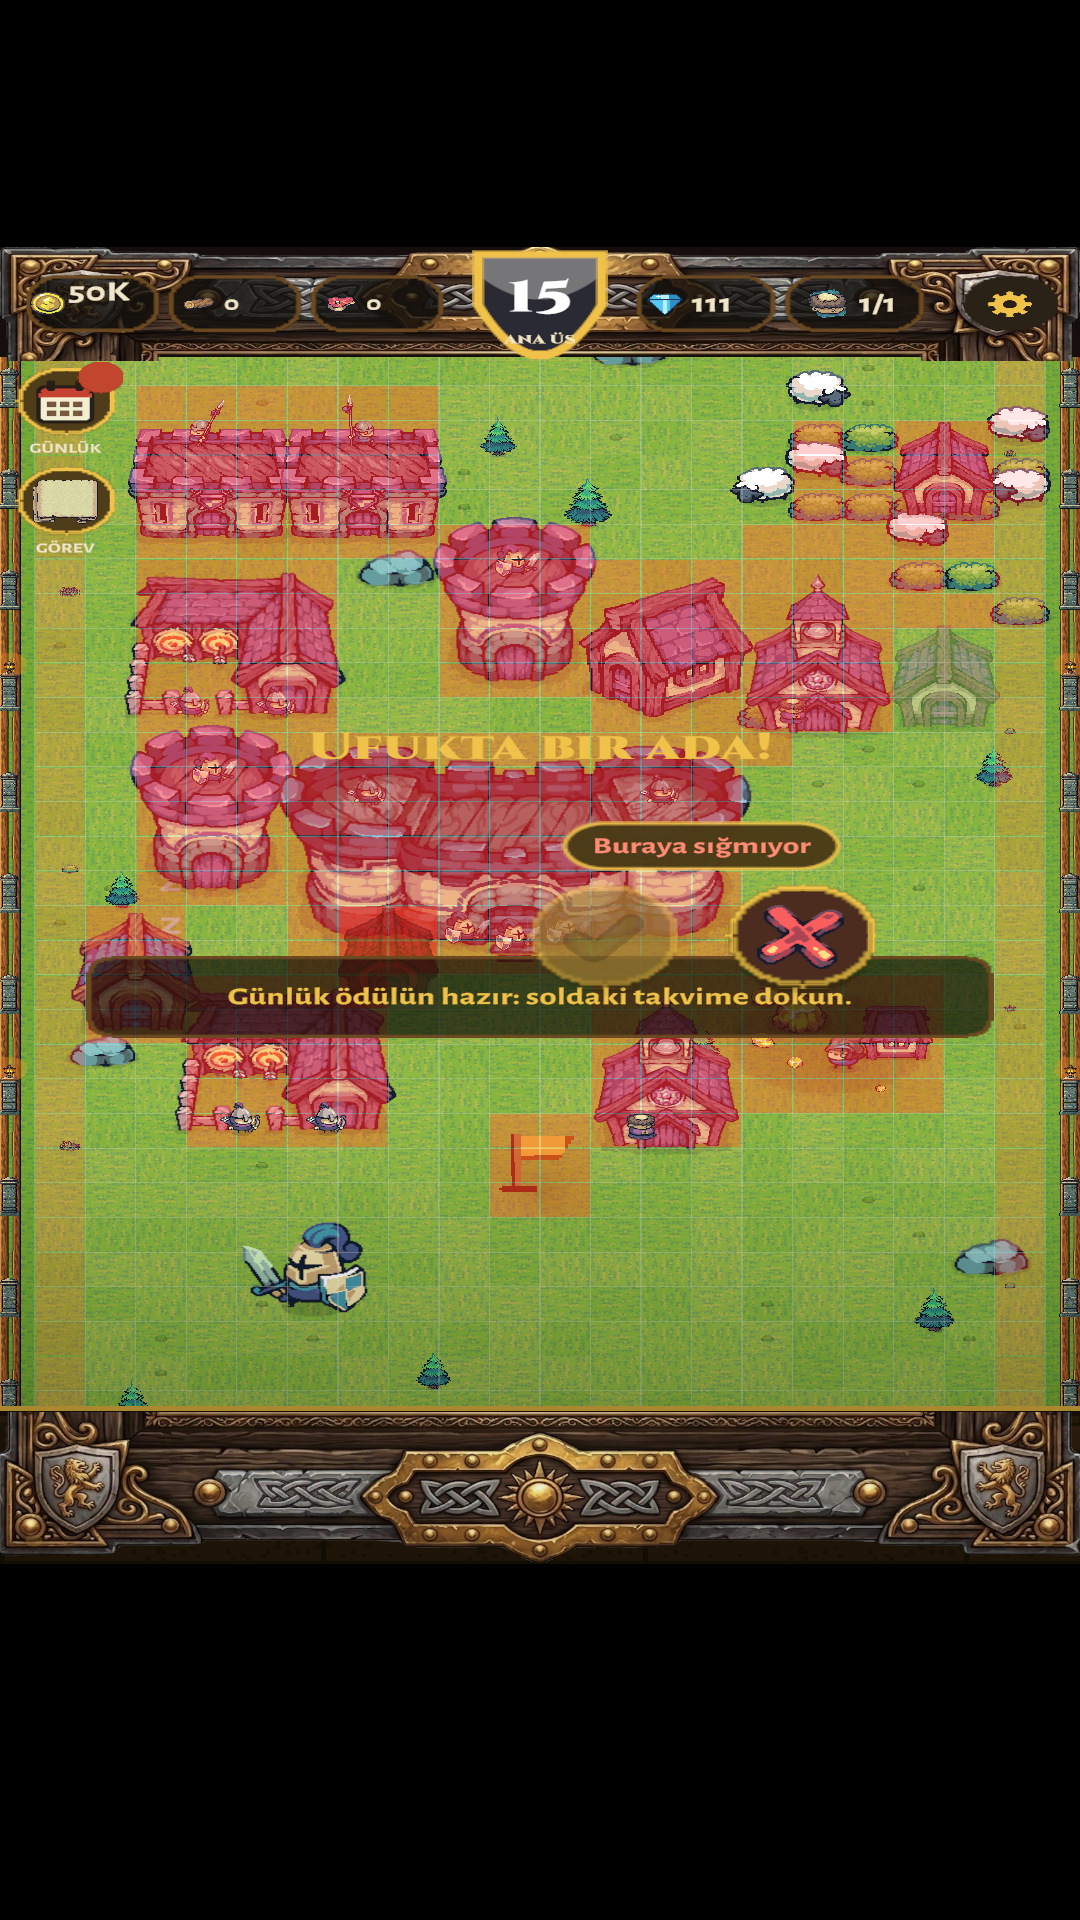 50K
0
0
15
ANA ÜS
111
1/1
GÜNLÜK
GÖREV
UFUKTA BIR ADA!
Buraya sığmıyor
Z
Z
Günlük ödülün hazır: soldaki takvime dokun.